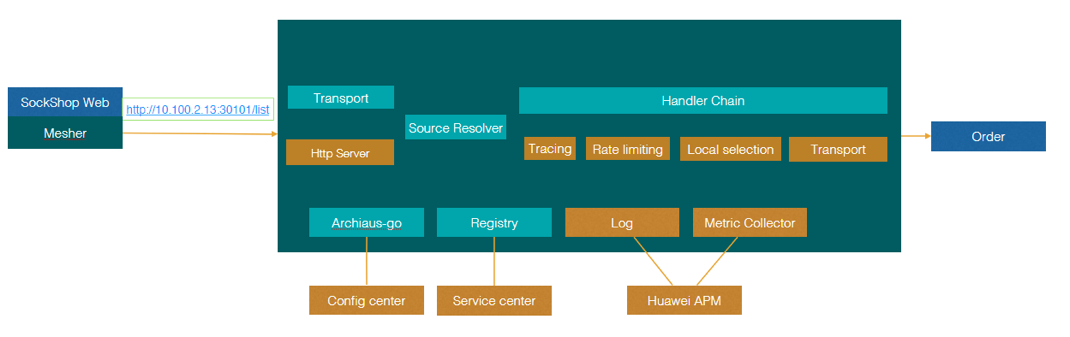 SockShop Web
Mesher
http://10.100.2.13:30101/list
Transport
Http Server
Source Resolver
Handler Chain
Tracing
Rate limiting
Local selection
Transport
Order
Archiaus-go
Registry
Log
Metric Collector
Config center
Service center
Huawei APM